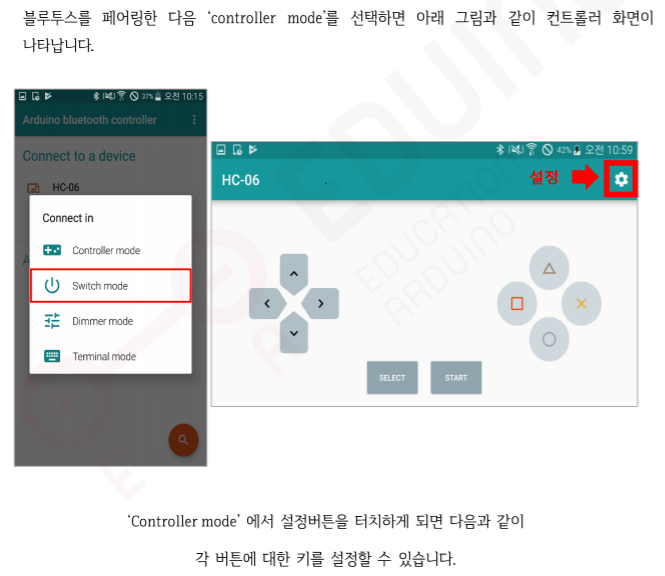 블루투스를 페어링한 다음 ‘controller mode’를 선택하면 아래 그림과 같이 컨트롤러 화면이
나타납니다.
37% 오전 10:15
Arduino bluetooth controller
Connect to a device
HC-06
Connect in
Controller mode
Switch mode
Dimmer mode
Terminal mode
42% 오전 10:59
HC-06
설정
SELECT START
EDUINO
EDUCATION
ARDUINO
‘Controller mode’ 에서 설정버튼을 터치하게 되면 다음과 같이
각 버튼에 대한 키를 설정할 수 있습니다.